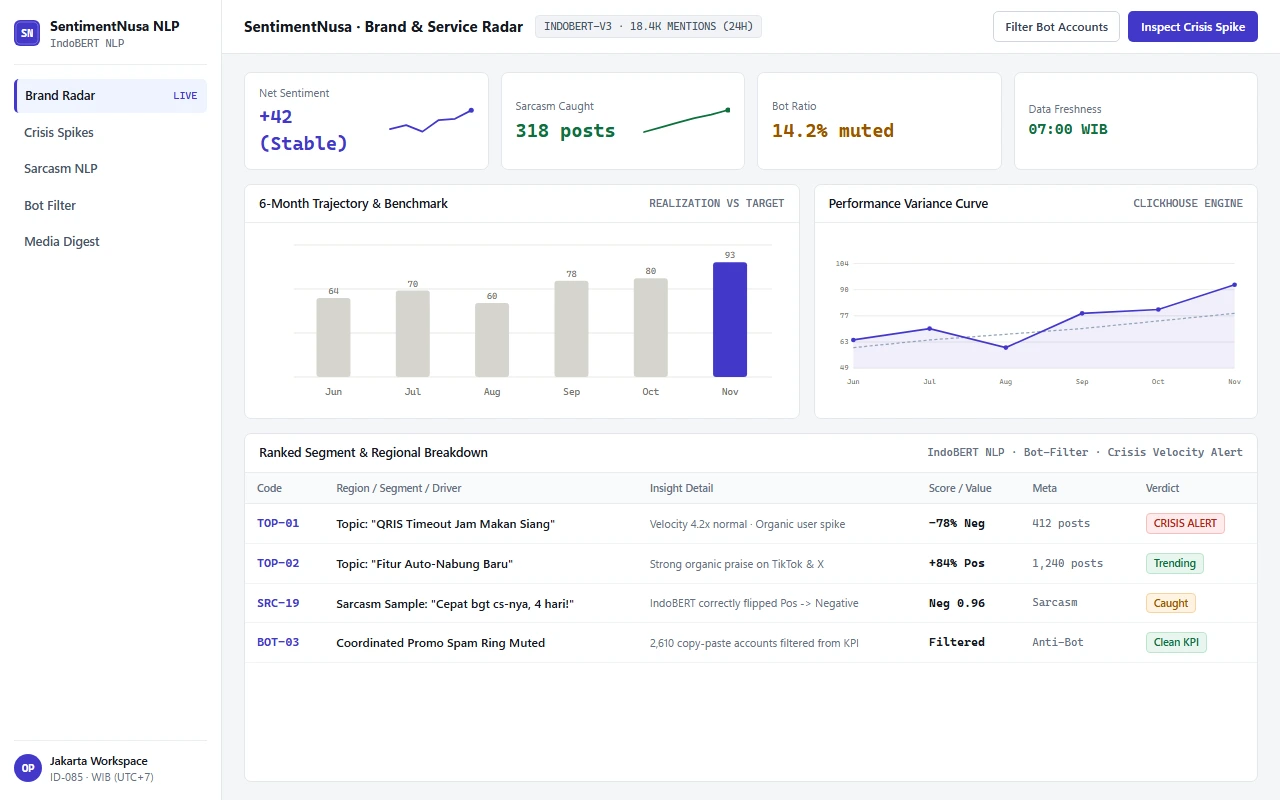 SN
SentimentNusa NLP
IndoBERT NLP
Brand Radar
LIVE
Crisis Spikes
Sarcasm NLP
Bot Filter
Media Digest
OP
Jakarta Workspace
ID-085 · WIB (UTC+7)
SentimentNusa · Brand & Service Radar
INDOBERT-V3 · 18.4K MENTIONS (24H)
Filter Bot Accounts
Inspect Crisis Spike
Net Sentiment
+42
(Stable)
Sarcasm Caught
318 posts
Bot Ratio
14.2% muted
Data Freshness
07:00 WIB
6-Month Trajectory & Benchmark
REALIZATION VS TARGET
64
70
60
78
80
93
Jun
Jul
Aug
Sep
Oct
Nov
Performance Variance Curve
CLICKHOUSE ENGINE
104
90
77
63
49
Jun
Jul
Aug
Sep
Oct
Nov
Ranked Segment & Regional Breakdown
IndoBERT NLP · Bot-Filter · Crisis Velocity Alert
Code Region / Segment / Driver Insight Detail Score / Value Meta Verdict
TOP-01 Topic: "QRIS Timeout Jam Makan Siang" Velocity 4.2x normal · Organic user spike -78% Neg 412 posts CRISIS ALERT
TOP-02 Topic: "Fitur Auto-Nabung Baru" Strong organic praise on TikTok & X +84% Pos 1,240 posts Trending
SRC-19 Sarcasm Sample: "Cepat bgt cs-nya, 4 hari!" IndoBERT correctly flipped Pos -> Negative Neg 0.96 Sarcasm Caught
BOT-03 Coordinated Promo Spam Ring Muted 2,610 copy-paste accounts filtered from KPI Filtered Anti-Bot Clean KPI